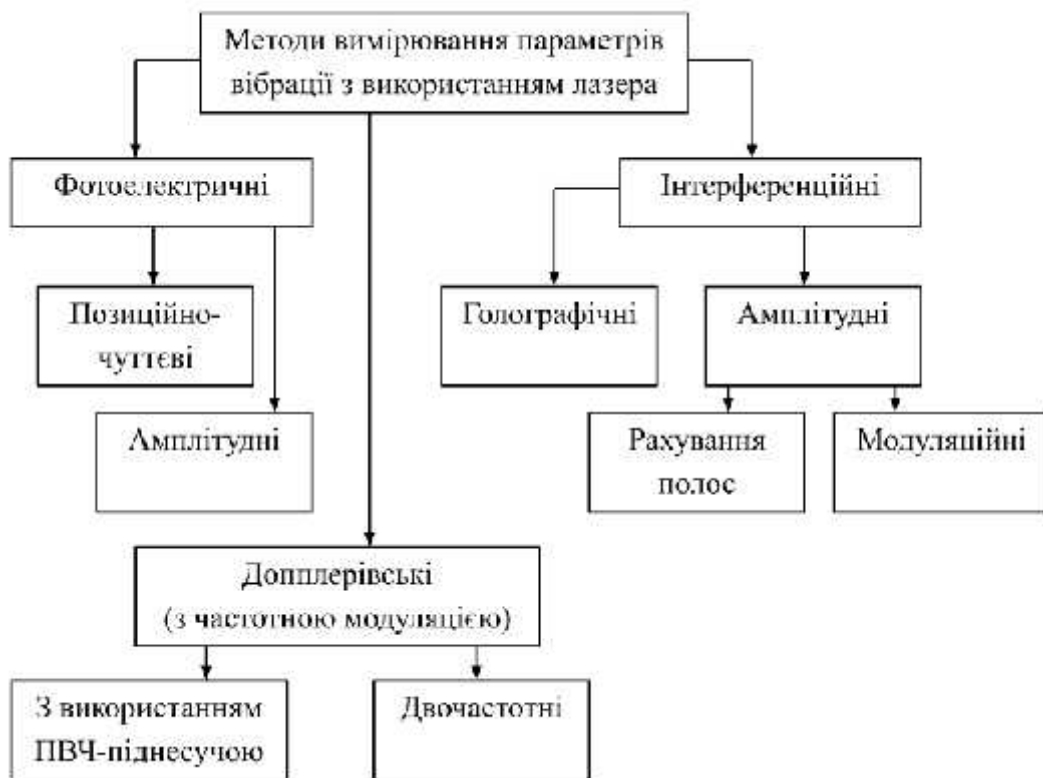 Методи вимірювання параметрів
вібрації з використанням лазера
Фотоелектричні
Інтерференційні
Позиційно-
чуттєві
Голографічні
Амплітудні
Амплітудні
Рахування
полос
Модуляційні
Допплерівські
(з частотною модуляцією)
З використанням
ПВЧ-піднесучою
Двочастотні